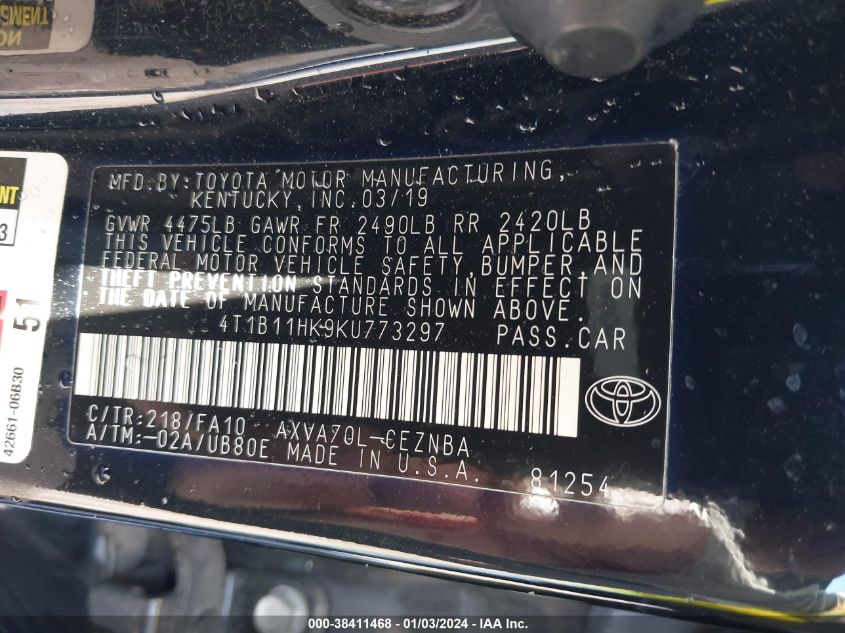 MFD.BY:TOYOTA MOTOR MANUFACTURING,
KENTUCKY, INC.03/19
GVWR 4475LB GAWR FR 2490LB RR 2420LB
THIS VEHICLE CONFORMS TO ALL APPLICABLE
FEDERAL MOTOR VEHICLE SAFETY,BUMPER,AND
THEFT PREVENTION STANDARDS IN EFFECT ON
THE DATE OF MANUFACTURE SHOWN ABOVE.
4T1B11HK9KU773297 PASS.CAR
C/TR:218/FA10 AXVA70L-CEZNBA
A/TM:-02A/UB80E MADE IN U.S.A.
81254
51
42661-06B30
000-38411468 - 01/03/2024 - IAA Inc.